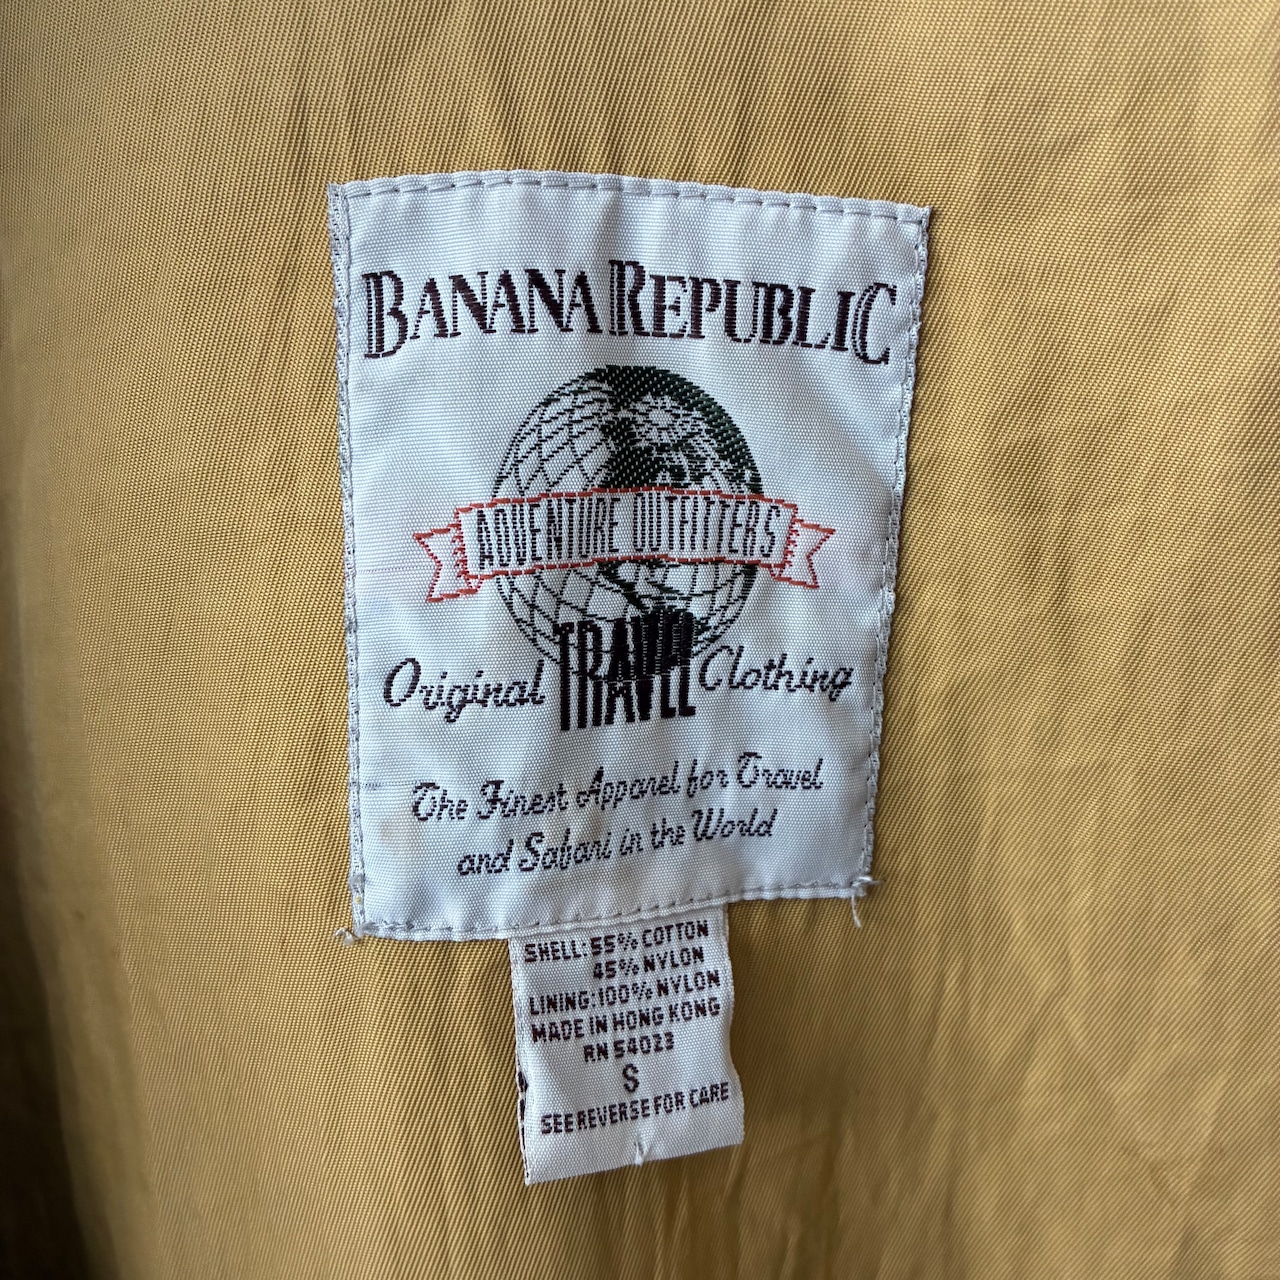 BANANA REPUBLIC
ADVENTURE OUTFITTERS
Original TRAVEL Clothing
The Finest Apparel for Travel
and Safari in the World
SHELL: 55% COTTON
45% NYLON
LINING: 100% NYLON
MADE IN HONG KONG
RN 54023
S
SEE REVERSE FOR CARE